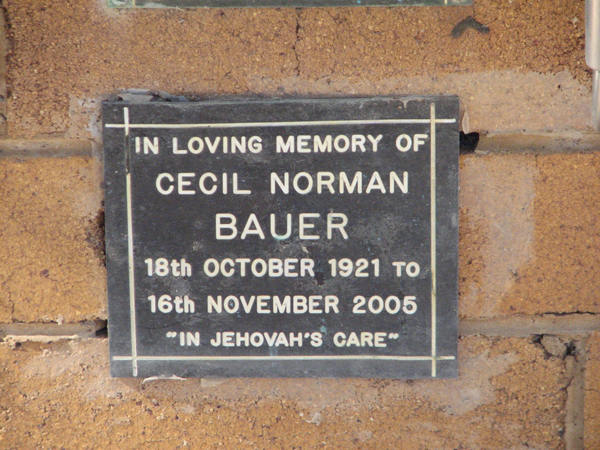 IN LOVING MEMORY OF
CECIL NORMAN
BAUER
18th OCTOBER 1921 TO
16th NOVEMBER 2005
"IN JEHOVAH'S CARE"